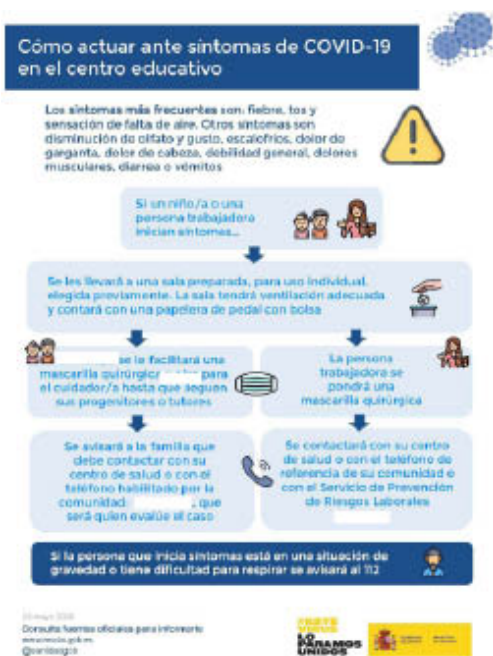 Cómo actuar ante síntomas de COVID-19
en el centro educativo
Los síntomas más frecuentes son: fiebre, tos y
sensación de falta de aire. Otros síntomas son
disminución de olfato y gusto, escalofríos, dolor de
garganta, dolor de cabeza, debilidad general, dolores
musculares, diarrea o vómitos
Si un niño/a o una
persona trabajadora
inician síntomas...
Se les llevará a una sala preparada, para uso individual,
elegida previamente. La sala tendrá ventilación adecuada
y contará con una papelera de pedal con bolsa
se le facilitará una
mascarilla quirúrgica para
el cuidador/a hasta que
sus progenitores o tutores
La persona
trabajadora se
pondrá una
mascarilla quirúrgica
Se avisará a la familia que
debe contactar con su
centro de salud o con el
teléfono habilitado por la
comunidad, que
será quien evalúe el caso
Se contactará con su centro
de salud o con el teléfono de
referencia de su comunidad o
con el Servicio de Prevención
de Riesgos Laborales
Si la persona que inicia síntomas está en una situación de
gravedad o tiene dificultad para respirar se avisará al 112
Consulta fuentes oficiales para informarte
@sanidadgob
ESTE
VIRUS
LO
PARAMOS
UNIDOS